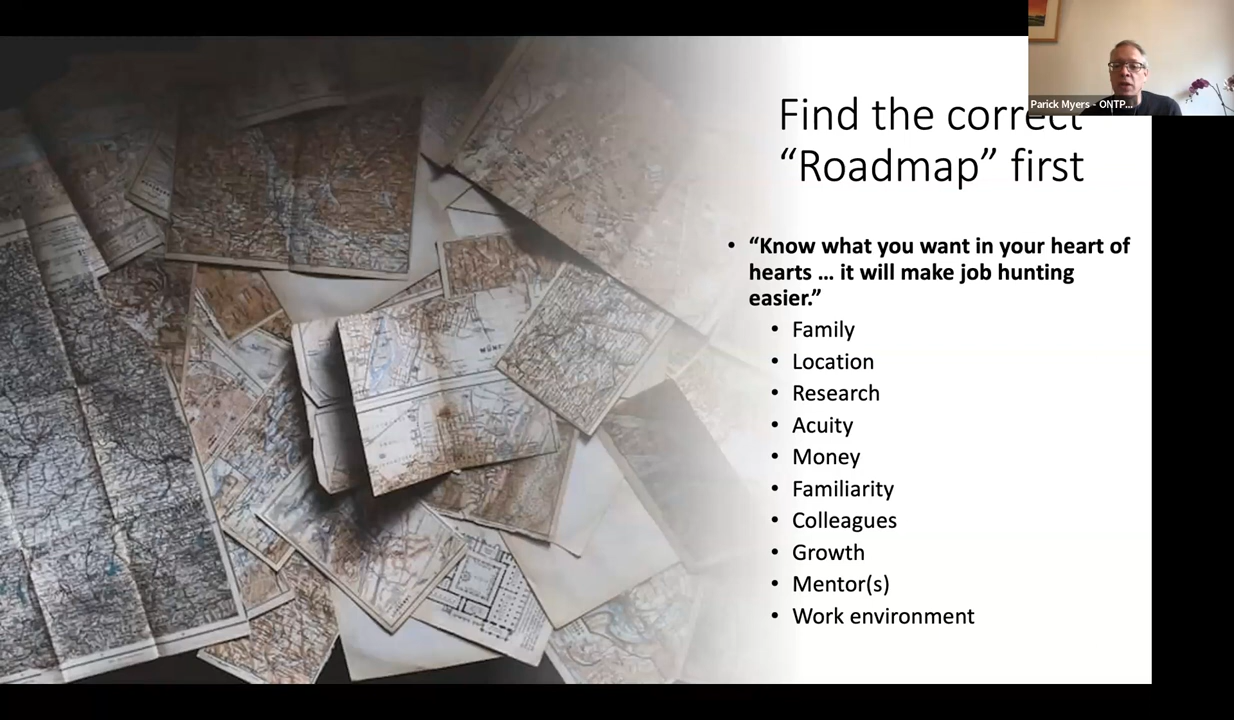 Find the correct
“Roadmap” first
Parick Myers - ONTP...
• “Know what you want in your heart of
hearts … it will make job hunting
easier.”
• Family
• Location
• Research
• Acuity
• Money
• Familiarity
• Colleagues
• Growth
• Mentor(s)
• Work environment